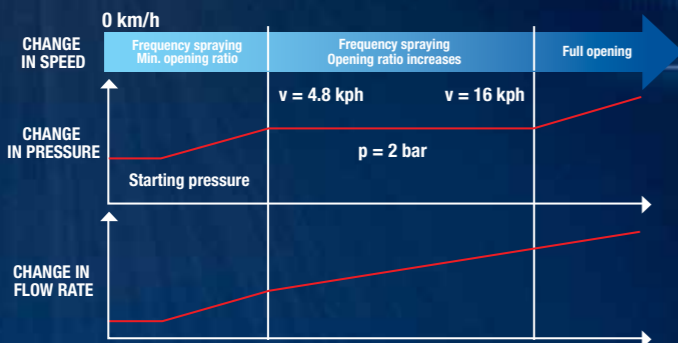 0 km/h
CHANGE
IN SPEED
Frequency spraying
Min. opening ratio
Frequency spraying
Opening ratio increases
Full opening
v = 4.8 kph
v = 16 kph
CHANGE
IN PRESSURE
p = 2 bar
Starting pressure
CHANGE IN
FLOW RATE